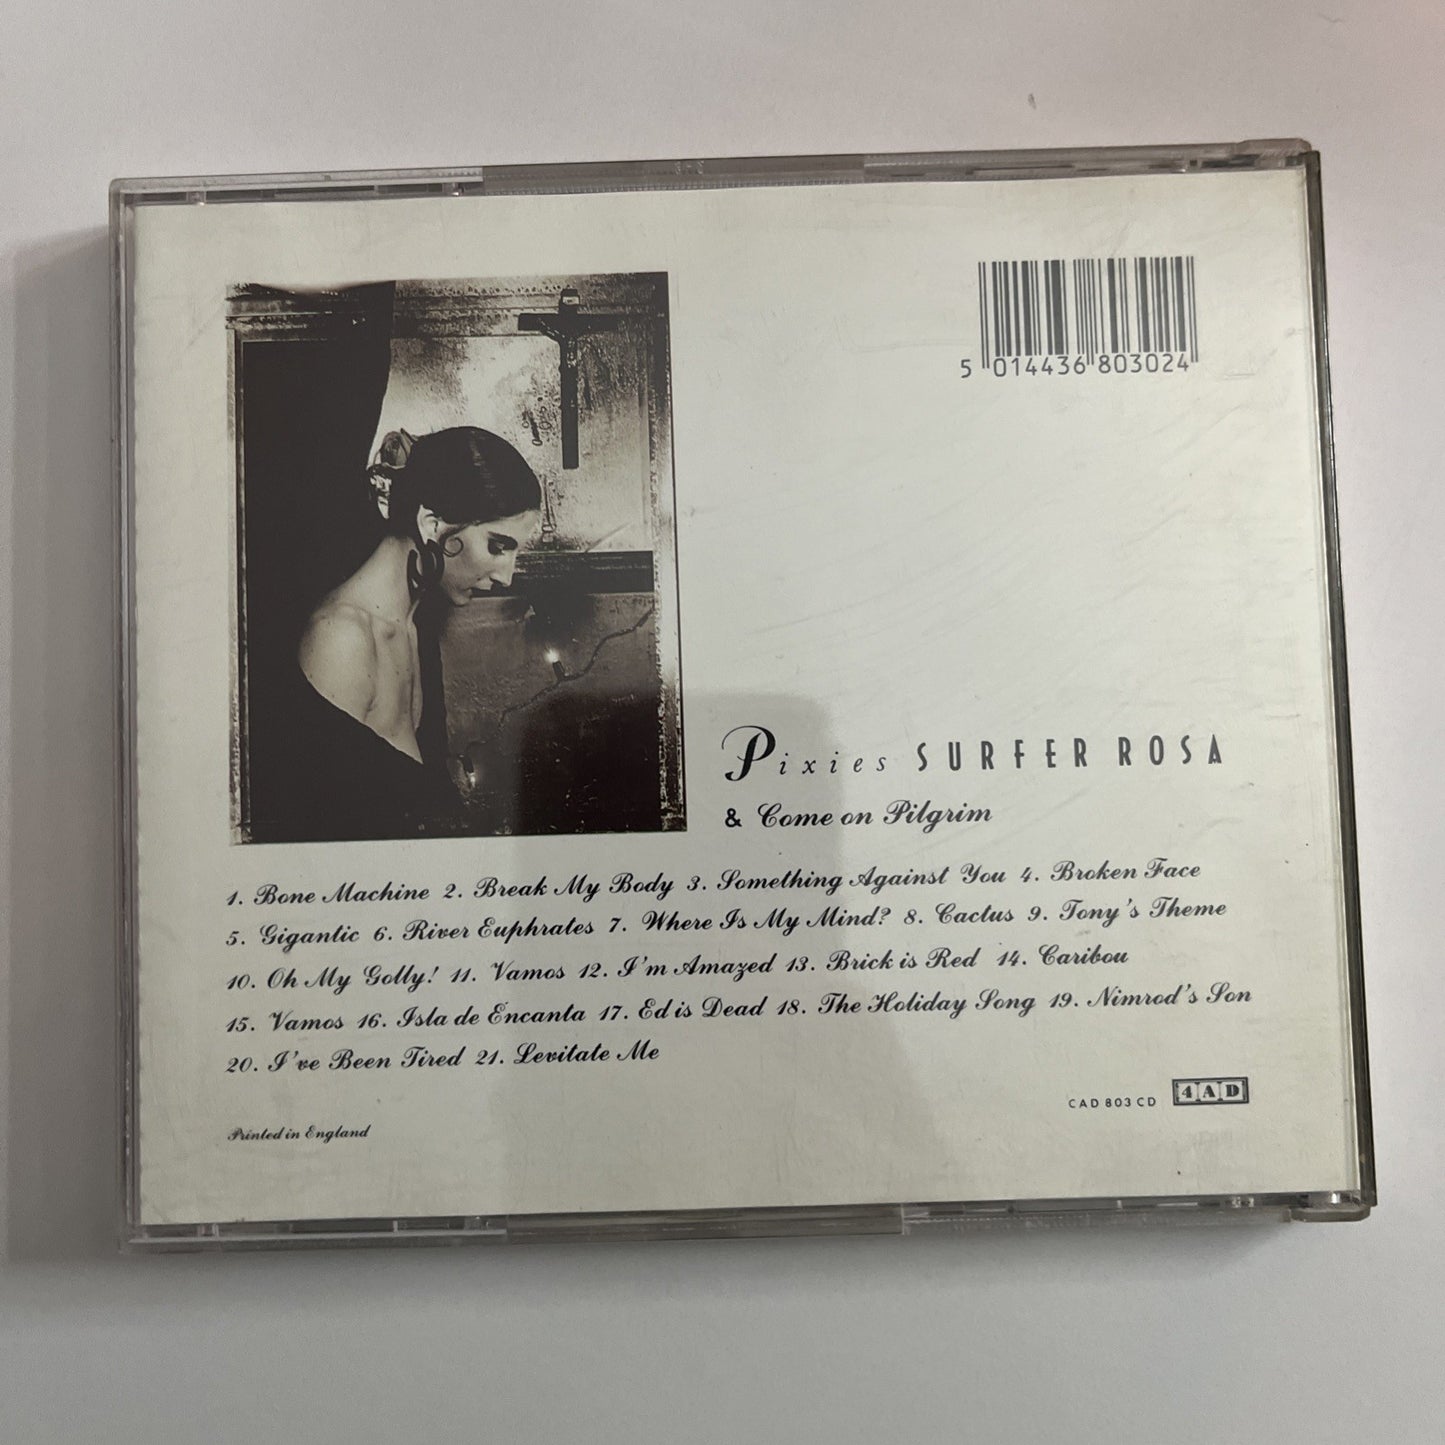 5 014436 803024
Pixies SURFER ROSA
& Come on Pilgrim
1. Bone Machine 2. Break My Body 3. Something Against You 4. Broken Face
5. Gigantic 6. River Euphrates 7. Where Is My Mind? 8. Cactus 9. Tony's Theme
10. Oh My Golly! 11. Vamos 12. I'm Amazed 13. Brick is Red 14. Caribou
15. Vamos 16. Isla de Encanta 17. Ed is Dead 18. The Holiday Song 19. Nimrod's Son
20. I've Been Tired 21. Levitate Me
CAD 803 CD 4AD
Printed in England